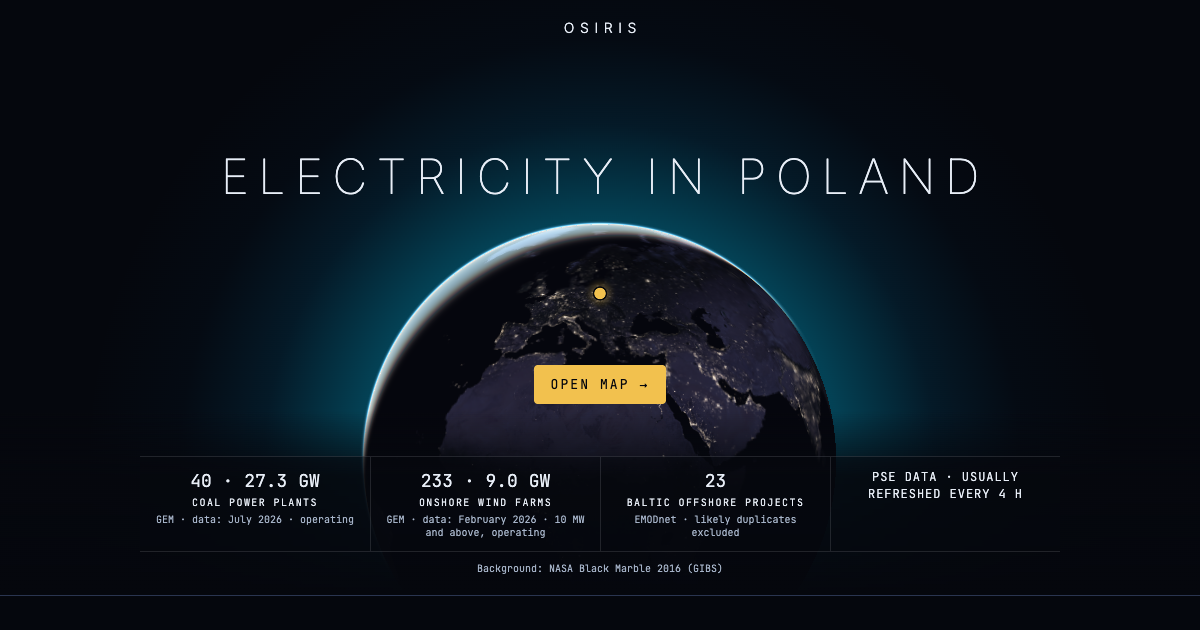 OSIRIS
ELECTRICITY IN POLAND
OPEN MAP →
40 · 27.3 GW
COAL POWER PLANTS
GEM · data: July 2026 · operating
233 · 9.0 GW
ONSHORE WIND FARMS
GEM · data: February 2026 · 10 MW
and above, operating
23
BALTIC OFFSHORE PROJECTS
EMODnet · likely duplicates
excluded
PSE DATA · USUALLY
REFRESHED EVERY 4 H
Background: NASA Black Marble 2016 (GIBS)